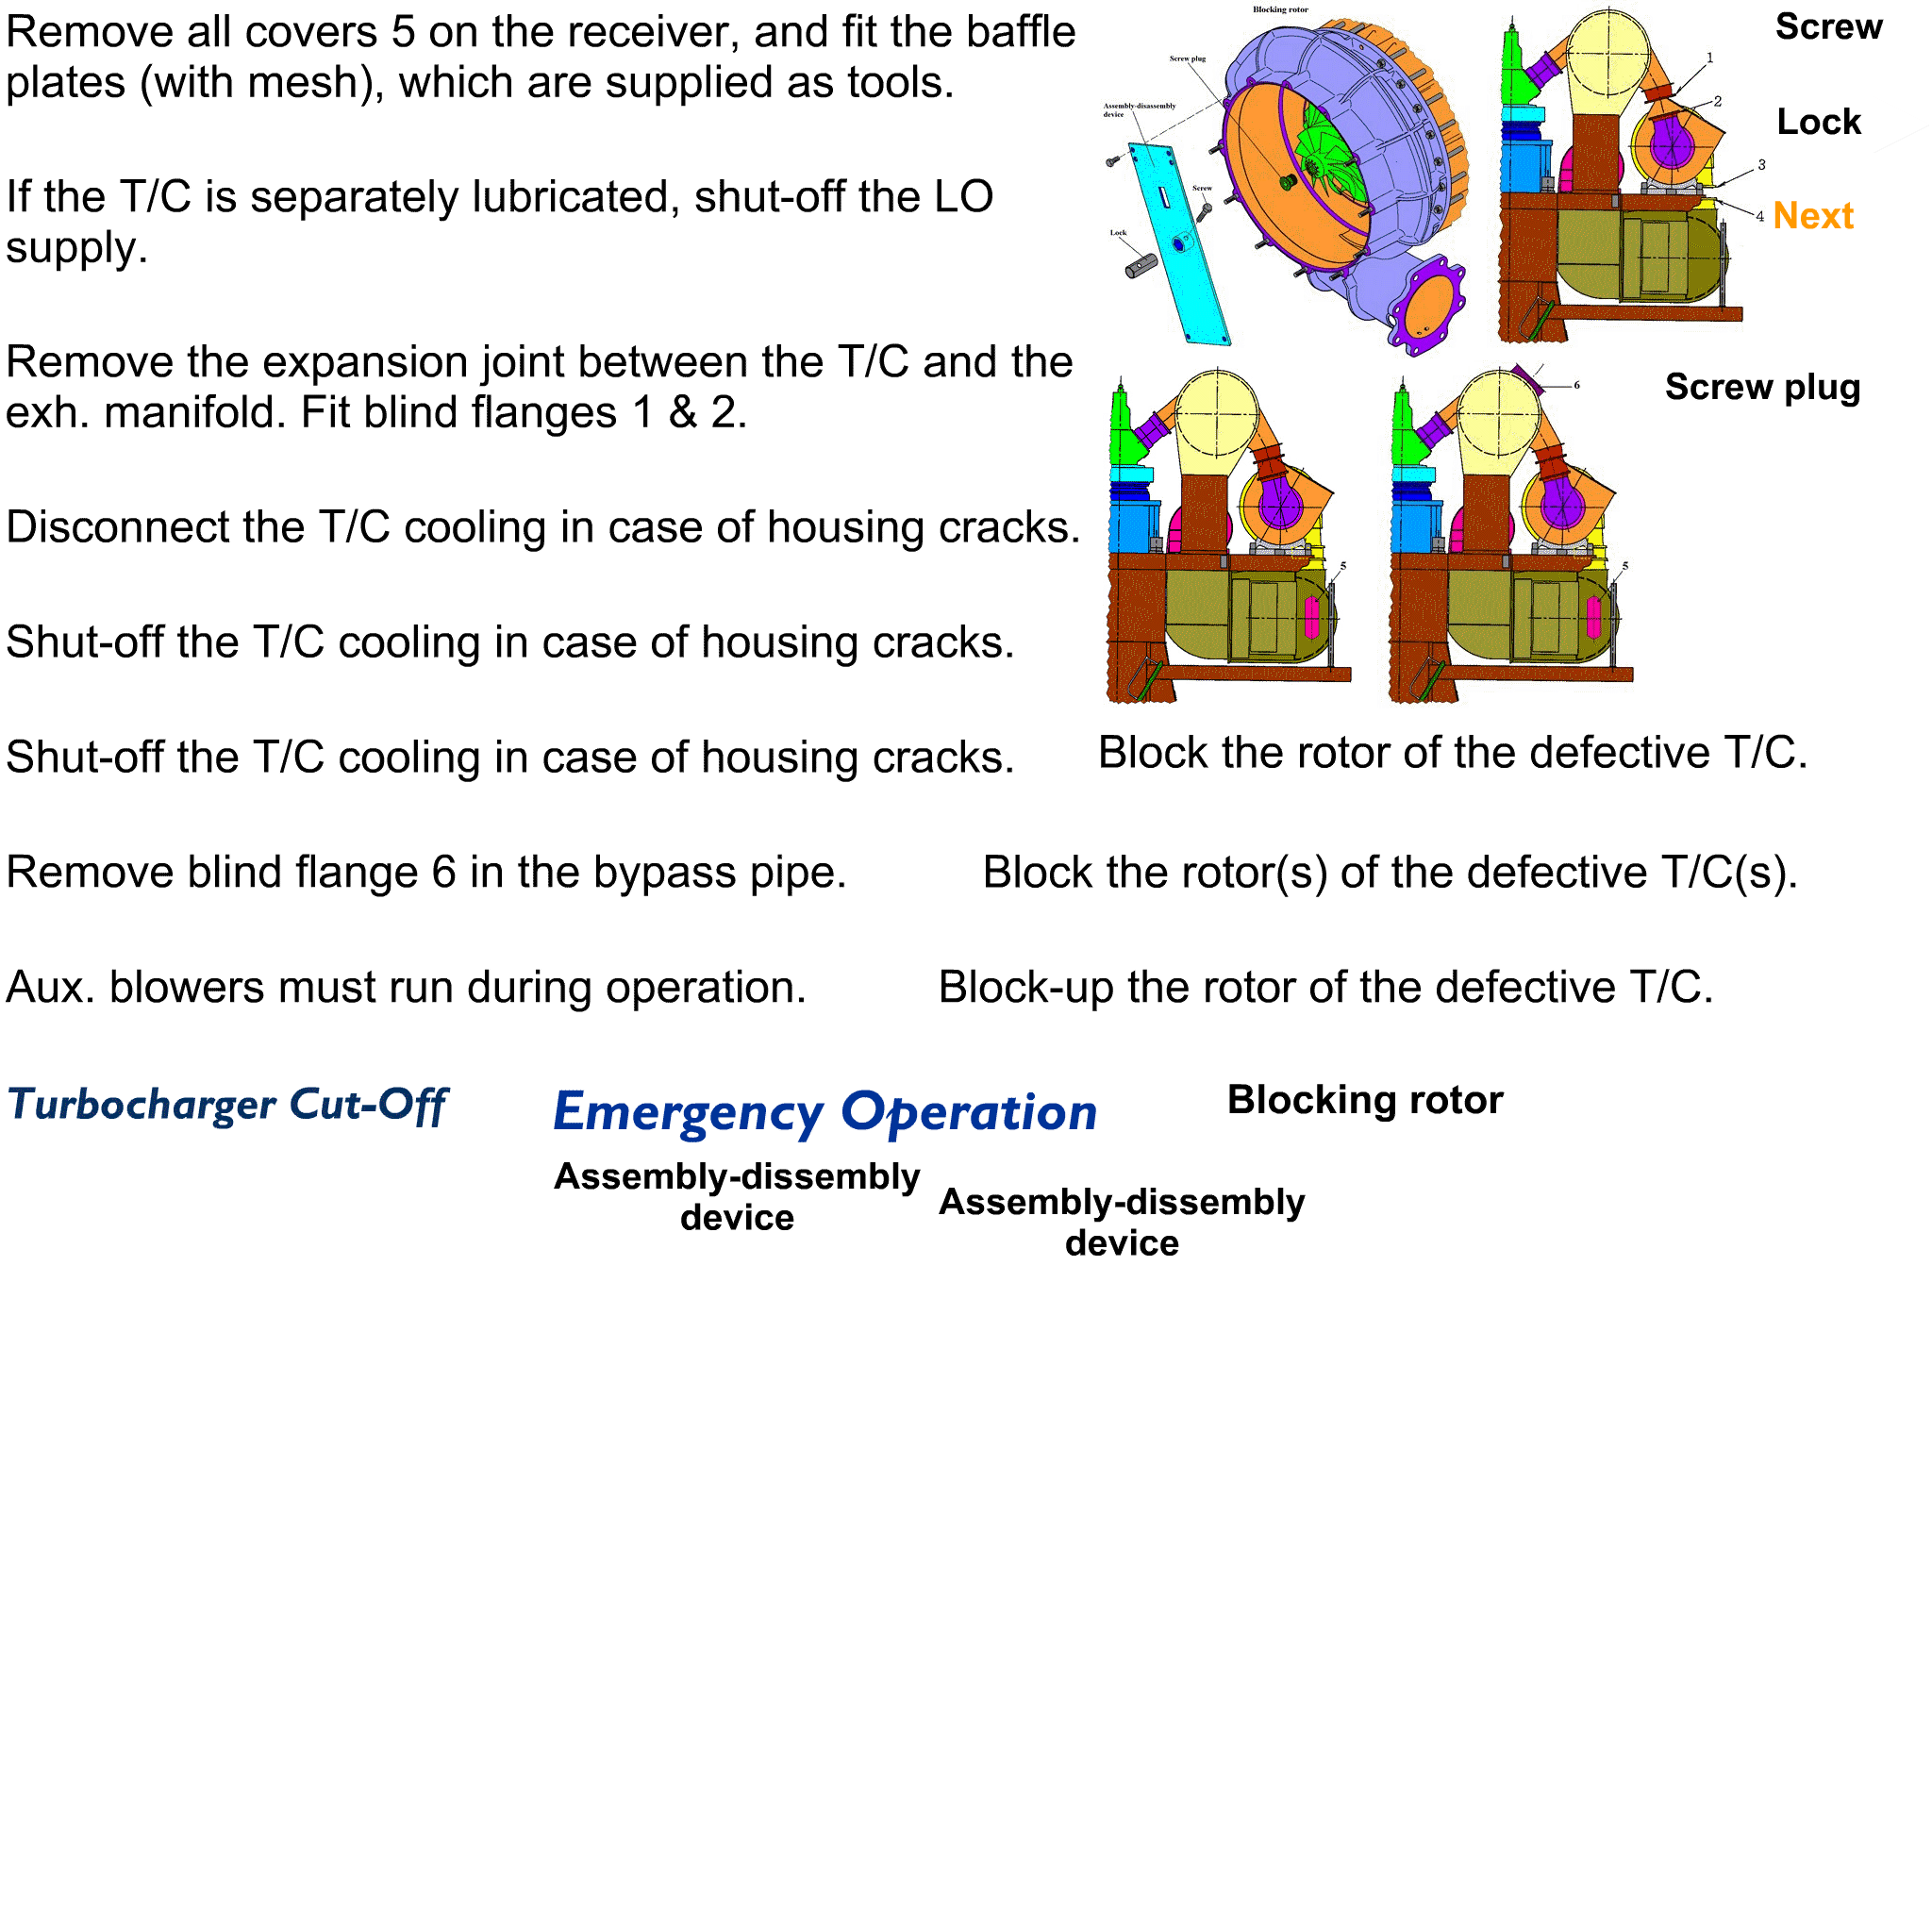 Remove all covers 5 on the receiver, and fit the baffle
plates (with mesh), which are supplied as tools.
If the T/C is separately lubricated, shut-off the LO
supply.
Remove the expansion joint between the T/C and the
exh. manifold. Fit blind flanges 1 & 2.
Disconnect the T/C cooling in case of housing cracks.
Shut-off the T/C cooling in case of housing cracks.
Shut-off the T/C cooling in case of housing cracks.
Remove blind flange 6 in the bypass pipe.
Aux. blowers must run during operation.
Blocking rotor
Screw plug
Assembly-disassembly
device
Screw
Lock
1
2
3
4
Screw
Lock
Next
5
6
5
Screw plug
Block the rotor of the defective T/C.
Block the rotor(s) of the defective T/C(s).
Block-up the rotor of the defective T/C.
Turbocharger Cut-Off
Emergency Operation
Blocking rotor
Assembly-dissembly
device
Assembly-dissembly
device